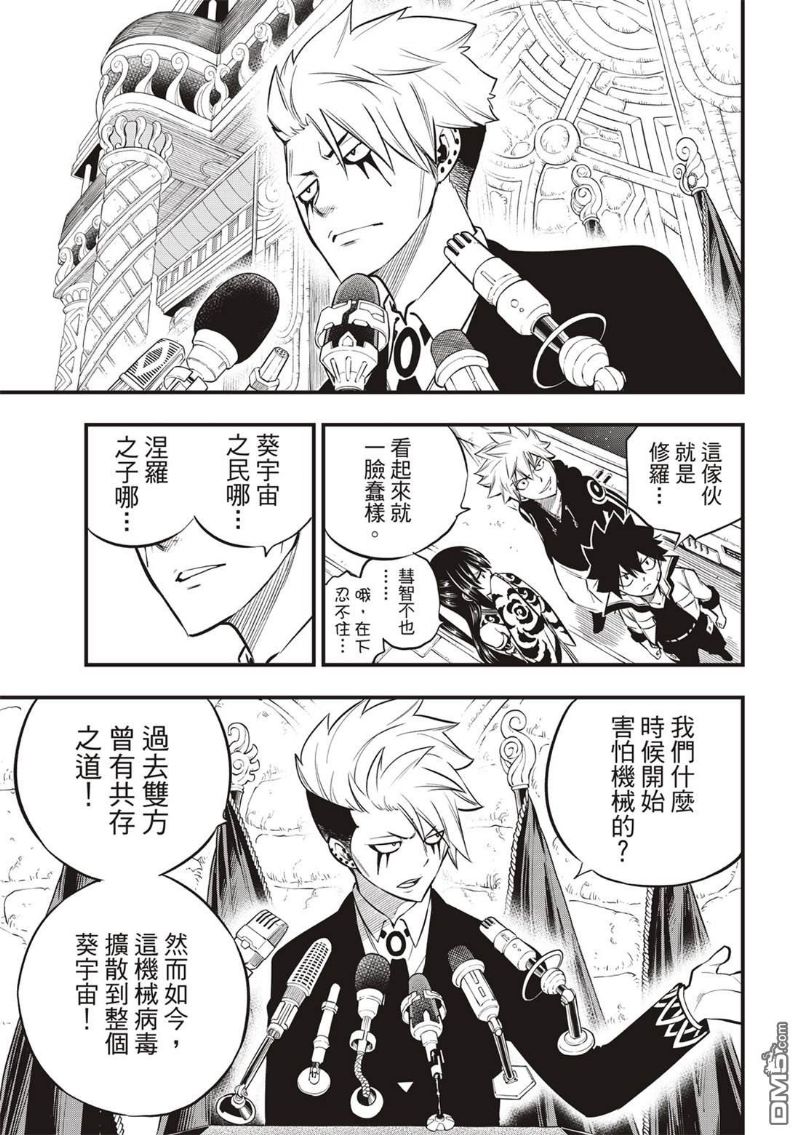 這傢伙
就是
修羅…
看起來就
一臉蠢樣。
彗智不也
……
哦，在下
忍不住…
葵宇宙
之民哪…
涅羅
之子哪…
我們什麼
時候開始
害怕機械的？
過去雙方
曾有共存
之道！
然而如今，
這機械病毒
擴散到整個
葵宇宙！
DM5.com